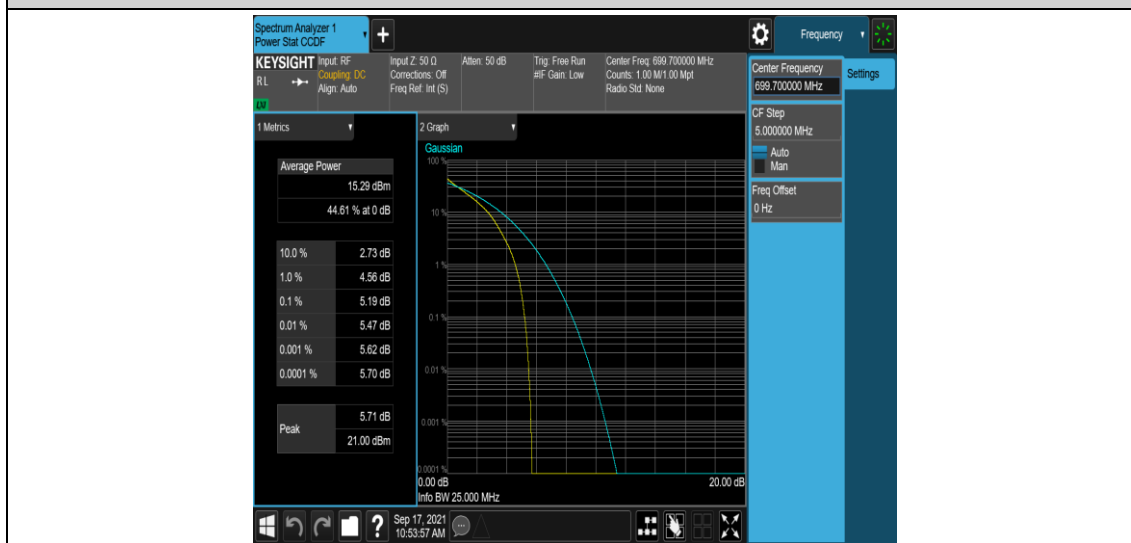 Spectrum Analyzer 1
Power Stat CCDF
Frequency
KEYSIGHT
Input: RF
Coupling: DC
Align: Auto
Input Z: 50 Ω
Corrections: Off
Freq Ref: Int (S)
Atten: 50 dB
Trig: Free Run
#IF Gain: Low
Center Freq: 699.700000 MHz
Counts: 1.00 M/1.00 Mpt
Radio Std: None
R L
Center Frequency
699.700000 MHz
Settings
CF Step
5.000000 MHz
Auto
Man
Freq Offset
0 Hz
1 Metrics
2 Graph
Average Power
15.29 dBm
44.61 % at 0 dB
10.0 % 2.73 dB
1.0 % 4.56 dB
0.1 % 5.19 dB
0.01 % 5.47 dB
0.001 % 5.62 dB
0.0001 % 5.70 dB
Peak
5.71 dB
21.00 dBm
Gaussian
100 %
10 %
1 %
0.1 %
0.01 %
0.001 %
0.0001 %
0.00 dB
20.00 dB
Info BW 25.000 MHz
?
Sep 17, 2021
10:53:57 AM